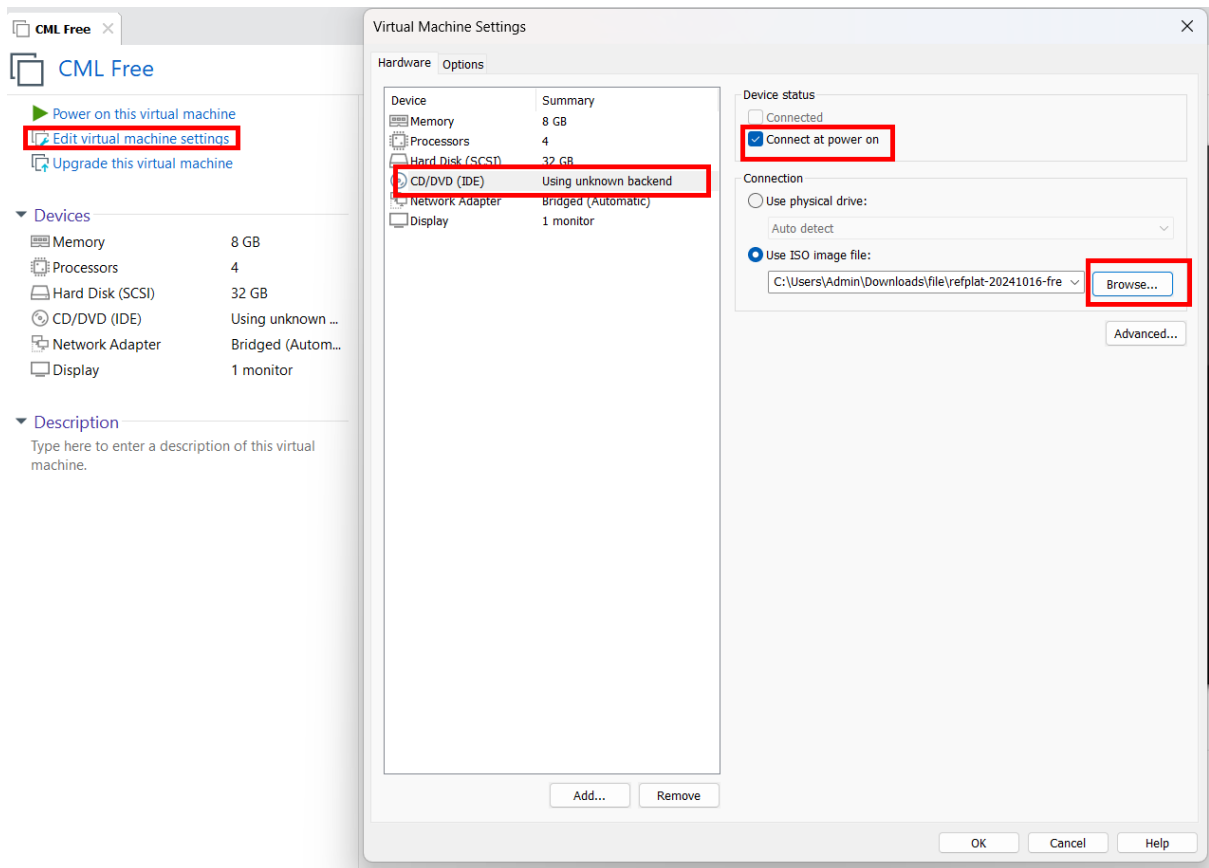 CML Free
CML Free
Power on this virtual machine
Edit virtual machine settings
Upgrade this virtual machine
Devices
Memory 8 GB
Processors 4
Hard Disk (SCSI) 32 GB
CD/DVD (IDE) Using unknown ...
Network Adapter Bridged (Autom...
Display 1 monitor
Description
Type here to enter a description of this virtual
machine.
Virtual Machine Settings
Hardware Options
Device Summary
Memory 8 GB
Processors 4
Hard Disk (SCSI) 32 GB
CD/DVD (IDE) Using unknown backend
Network Adapter Bridged (Automatic)
Display 1 monitor
Add... Remove
Device status
Connected
Connect at power on
Connection
Use physical drive:
Auto detect
Use ISO image file:
C:\Users\Admin\Downloads\file\refplat-20241016-fre Browse...
Advanced...
OK Cancel Help